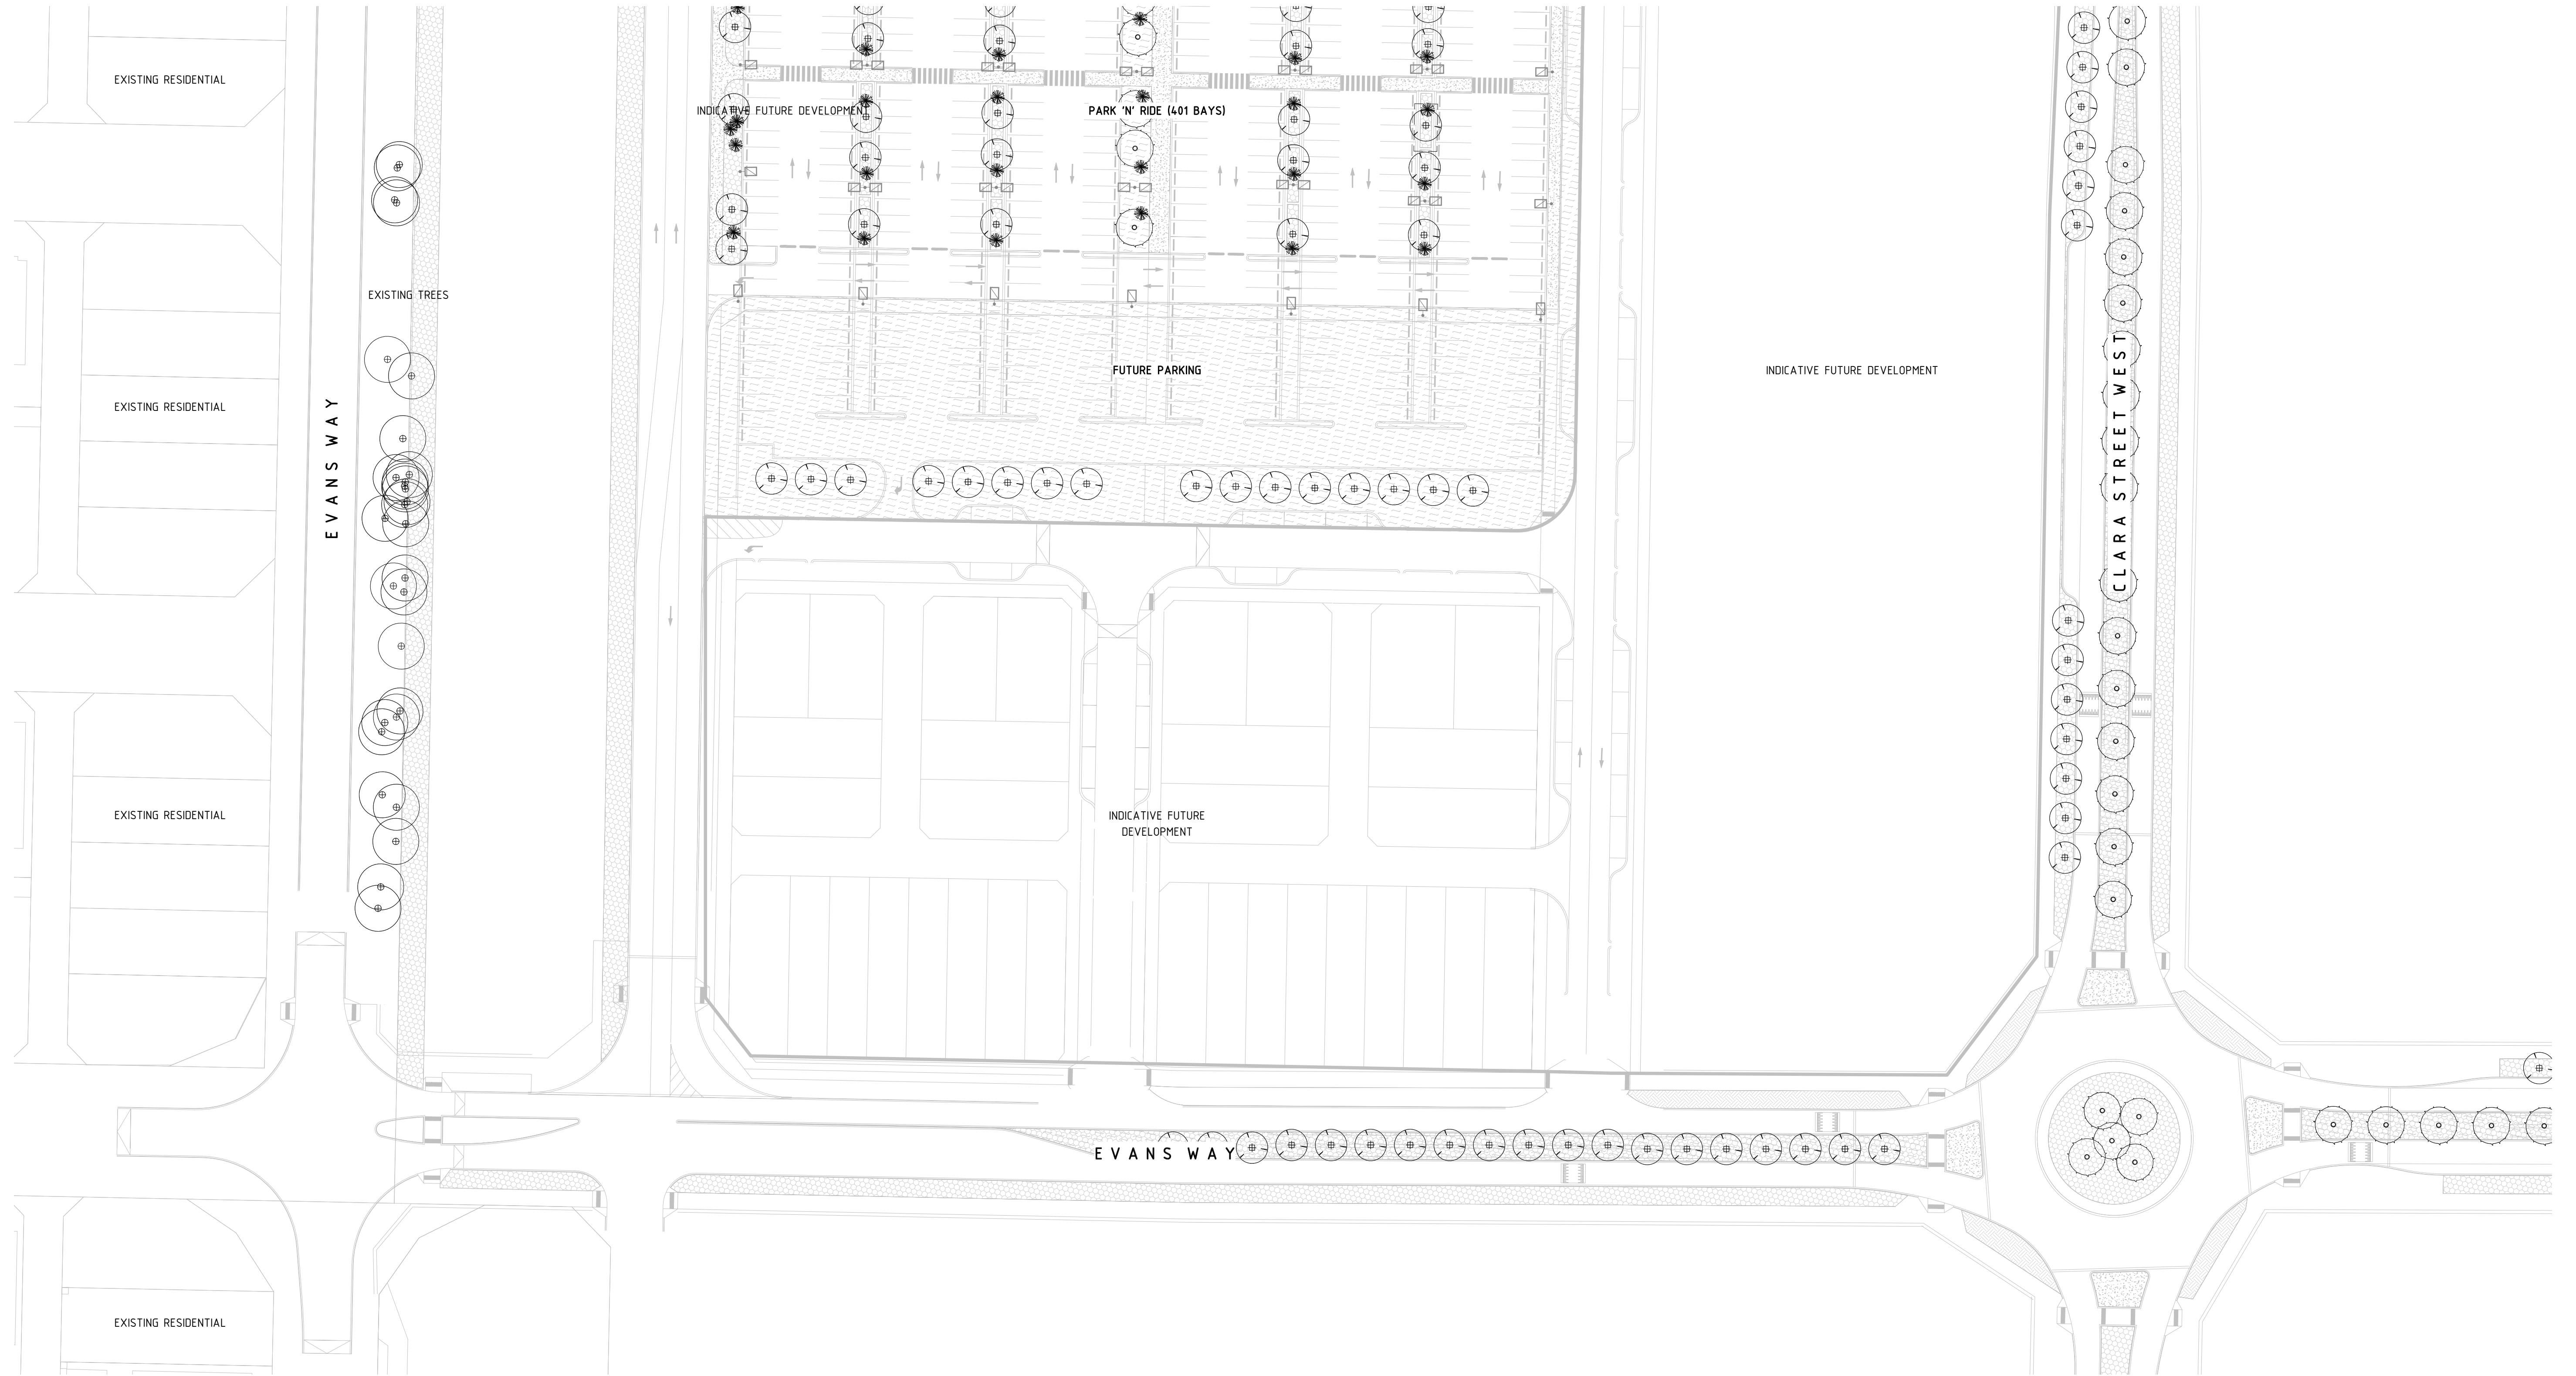 EXISTING RESIDENTIAL
INDICATIVE FUTURE DEVELOPMENT
PARK 'N' RIDE (401 BAYS)
EXISTING TREES
FUTURE PARKING
INDICATIVE FUTURE DEVELOPMENT
EXISTING RESIDENTIAL
EVANS WAY
CLARA STREET WEST
EXISTING RESIDENTIAL
INDICATIVE FUTURE
DEVELOPMENT
EVANS WAY
EXISTING RESIDENTIAL